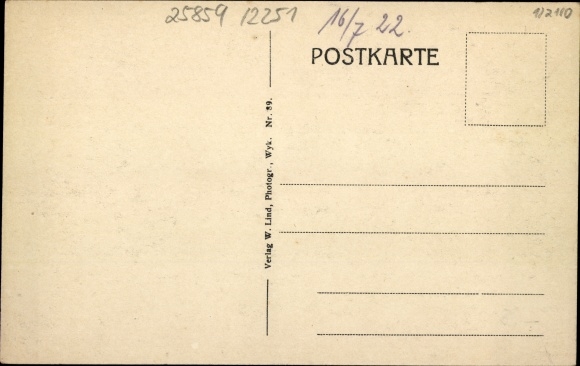 25859 12251
16/7 22.
POSTKARTE
Verlag W. Lind, Photogr., Wyk. Nr. 89.